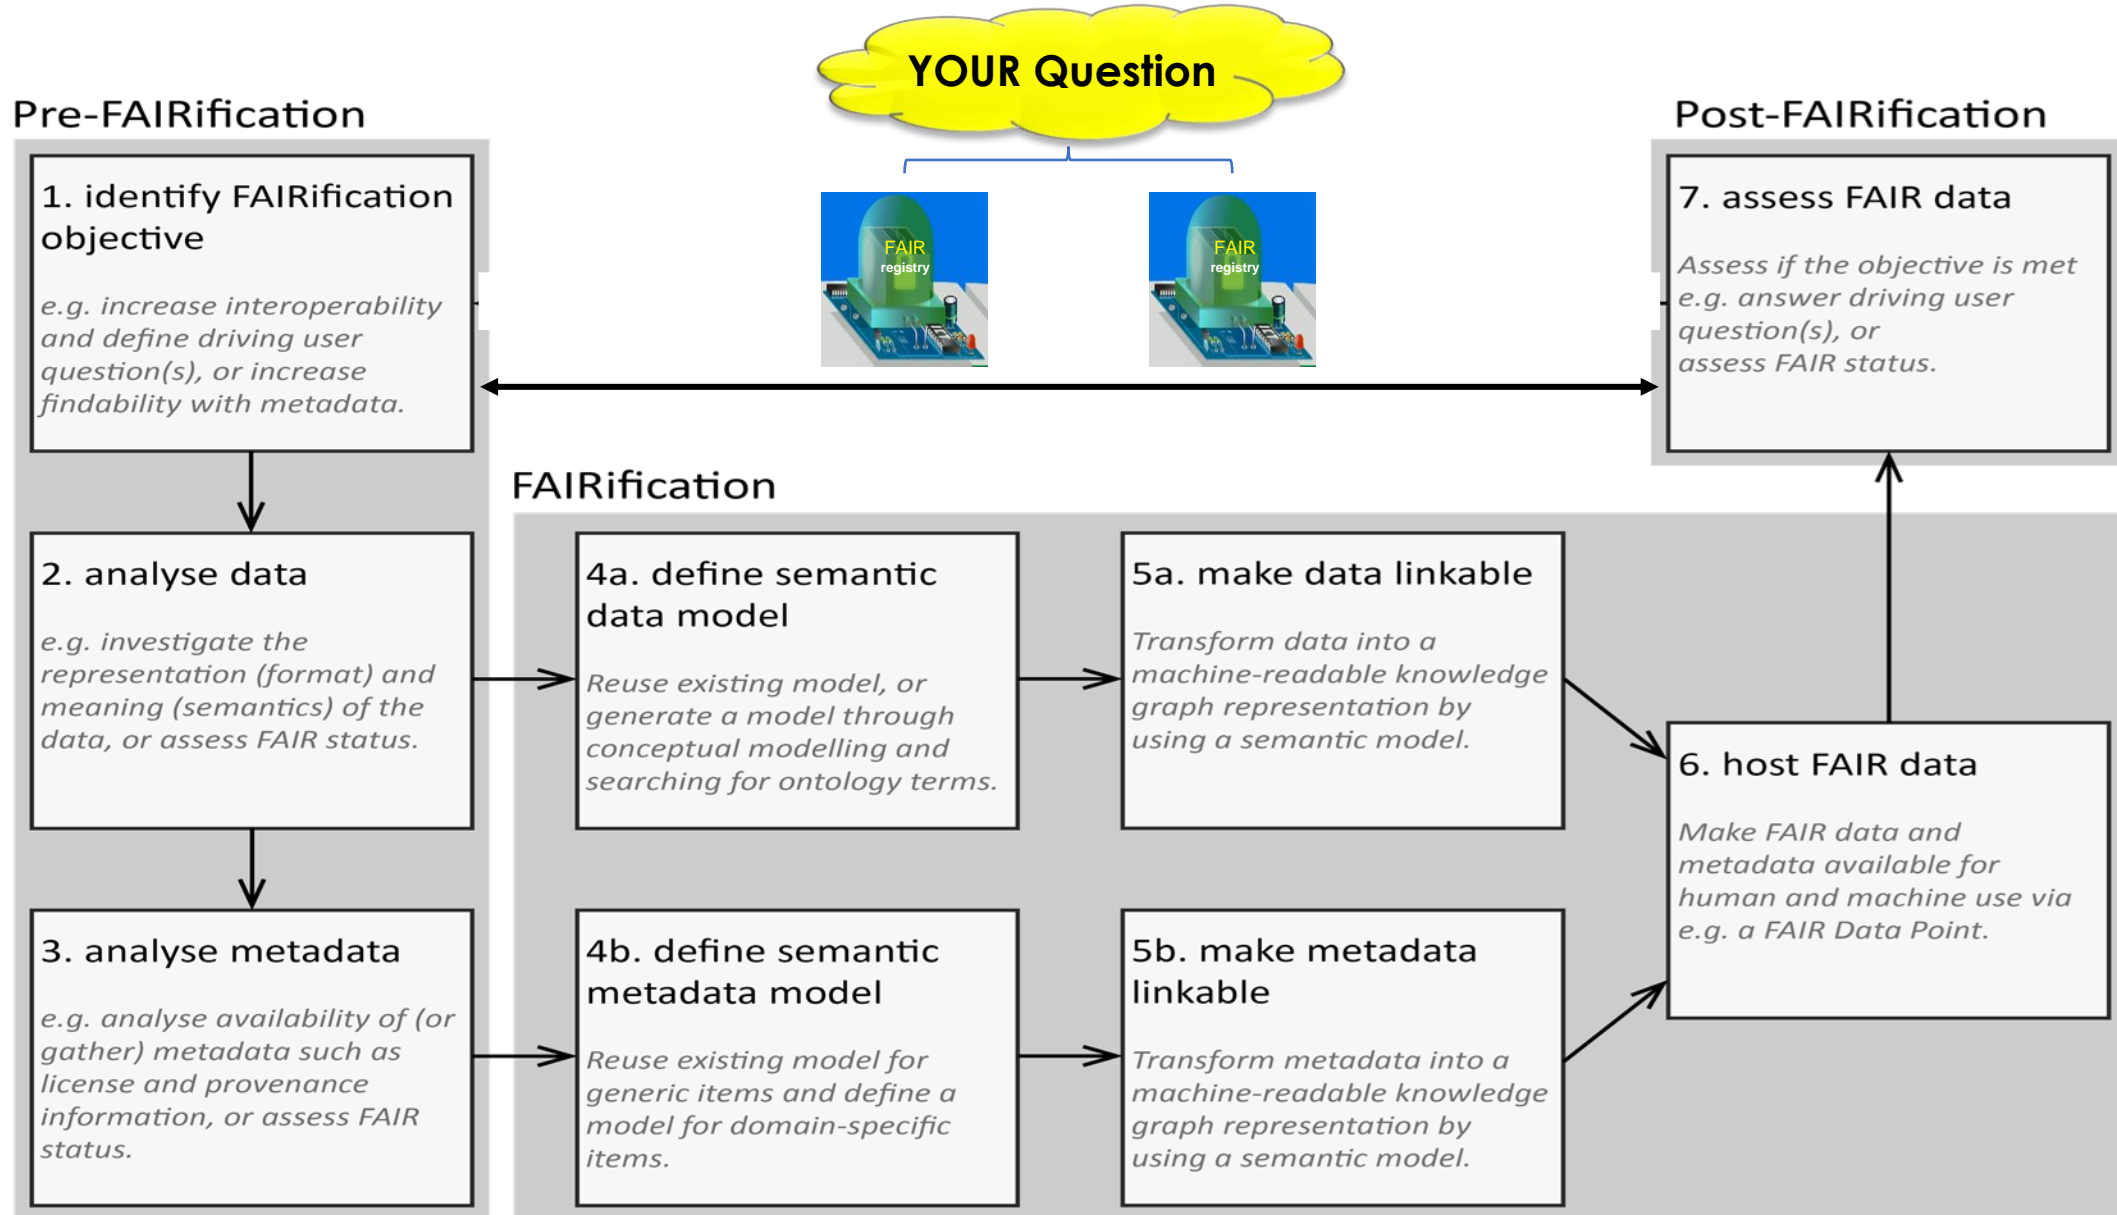 YOUR Question
Pre-FAIRification
Post-FAIRification
1. identify FAIRification
objective
e.g. increase interoperability
and define driving user
question(s), or increase
findability with metadata.
FAIR
registry
FAIR
registry
7. assess FAIR data
Assess if the objective is met
e.g. answer driving user
question(s), or
assess FAIR status.
FAIRification
2. analyse data
e.g. investigate the
representation (format) and
meaning (semantics) of the
data, or assess FAIR status.
4a. define semantic
data model
Reuse existing model, or
generate a model through
conceptual modelling and
searching for ontology terms.
5a. make data linkable
Transform data into a
machine-readable knowledge
graph representation by
using a semantic model.
6. host FAIR data
Make FAIR data and
metadata available for
human and machine use via
e.g. a FAIR Data Point.
3. analyse metadata
e.g. analyse availability of (or
gather) metadata such as
license and provenance
information, or assess FAIR
status.
4b. define semantic
metadata model
Reuse existing model for
generic items and define a
model for domain-specific
items.
5b. make metadata
linkable
Transform metadata into a
machine-readable knowledge
graph representation by
using a semantic model.